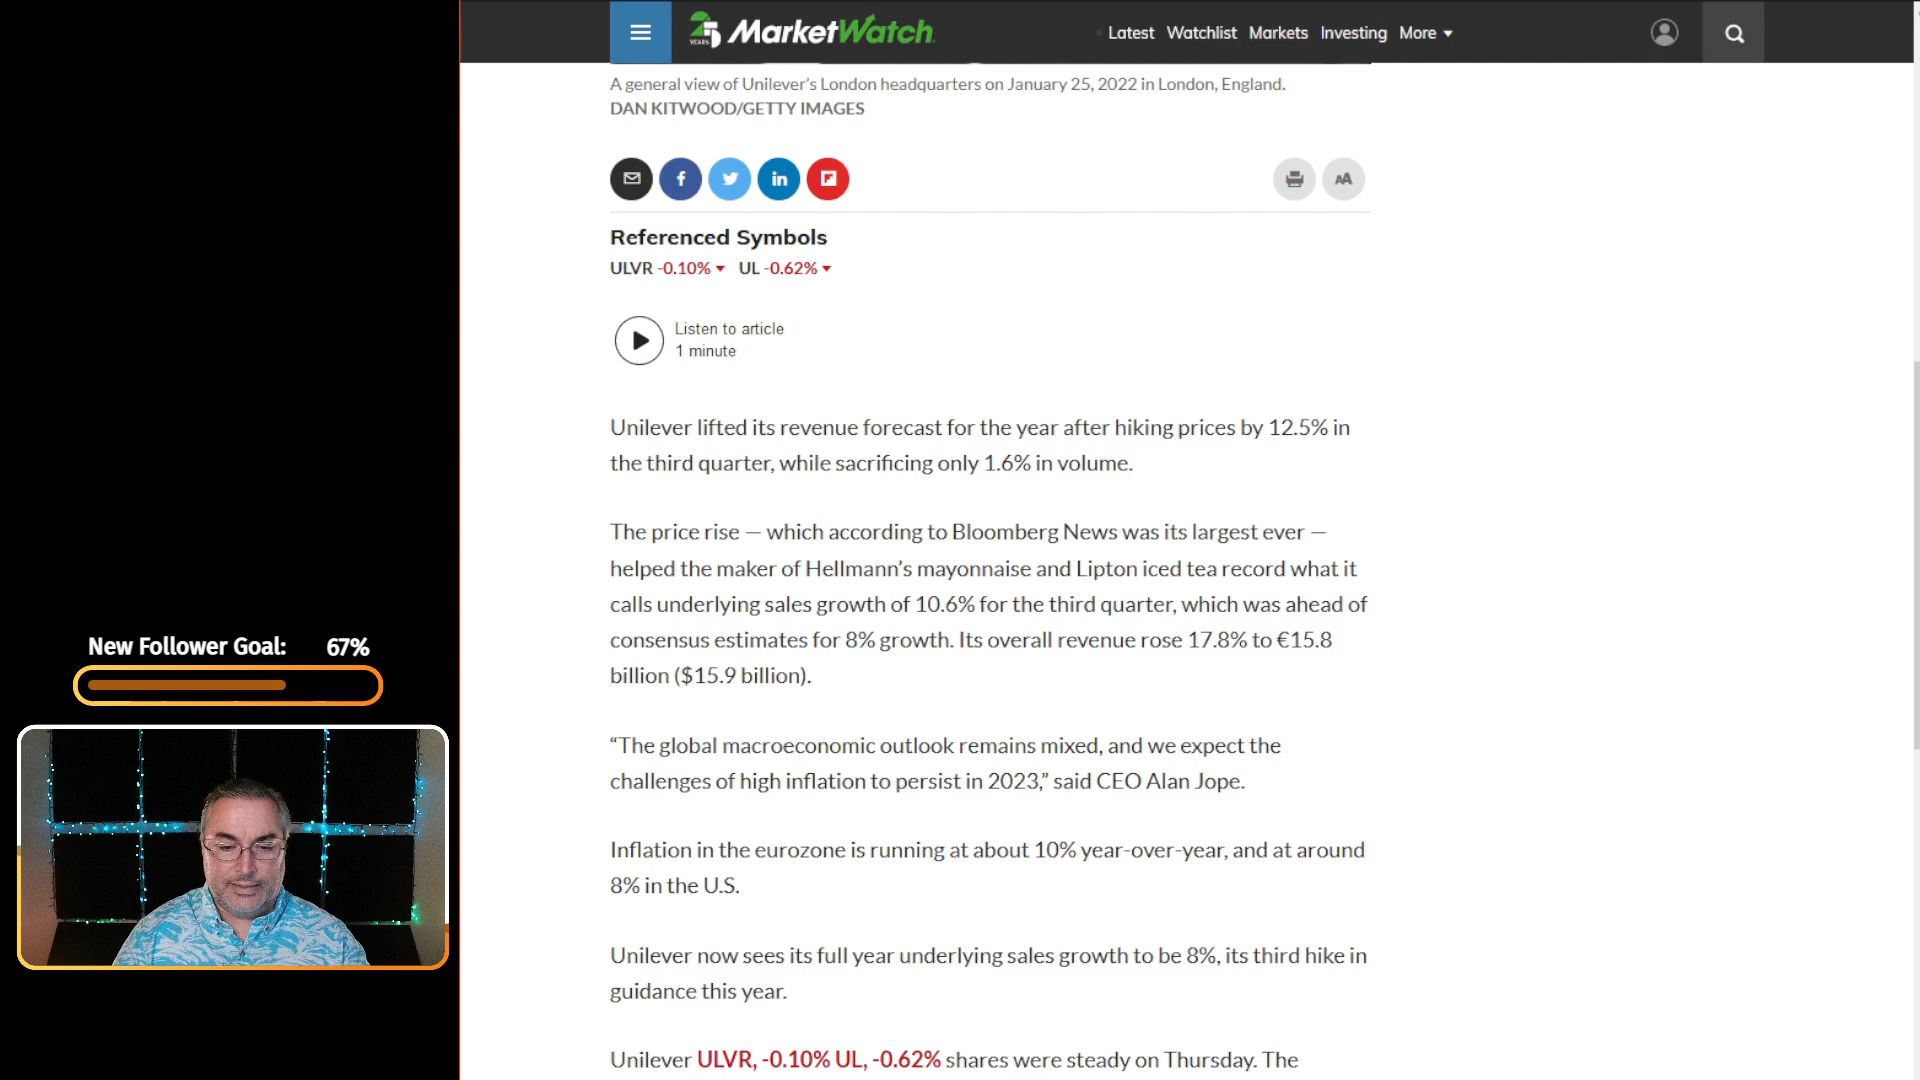 25 YEARS MarketWatch
Latest Watchlist Markets Investing More
A general view of Unilever's London headquarters on January 25, 2022 in London, England.
DAN KITWOOD/GETTY IMAGES
f in AA
Referenced Symbols
ULVR -0.10% UL -0.62%
Listen to article
1 minute
Unilever lifted its revenue forecast for the year after hiking prices by 12.5% in
the third quarter, while sacrificing only 1.6% in volume.
The price rise — which according to Bloomberg News was its largest ever —
helped the maker of Hellmann’s mayonnaise and Lipton iced tea record what it
calls underlying sales growth of 10.6% for the third quarter, which was ahead of
consensus estimates for 8% growth. Its overall revenue rose 17.8% to €15.8
billion ($15.9 billion).
“The global macroeconomic outlook remains mixed, and we expect the
challenges of high inflation to persist in 2023,” said CEO Alan Jope.
Inflation in the eurozone is running at about 10% year-over-year, and at around
8% in the U.S.
Unilever now sees its full year underlying sales growth to be 8%, its third hike in
guidance this year.
Unilever ULVR, -0.10% UL, -0.62% shares were steady on Thursday. The
New Follower Goal: 67%